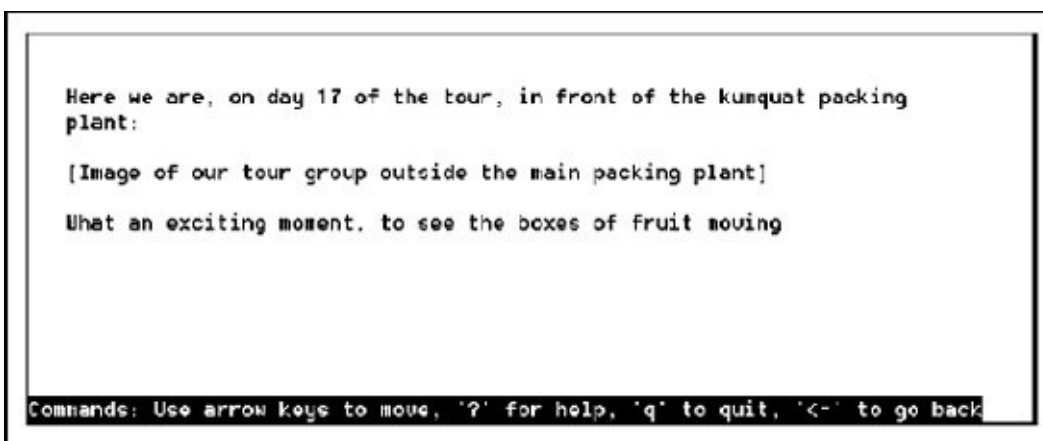 Here we are, on day 17 of the tour, in front of the kumquat packing
plant:
[Image of our tour group outside the main packing plant]
What an exciting moment, to see the boxes of fruit moving
Commands: Use arrow keys to move, '?' for help, 'q' to quit, '<-' to go back